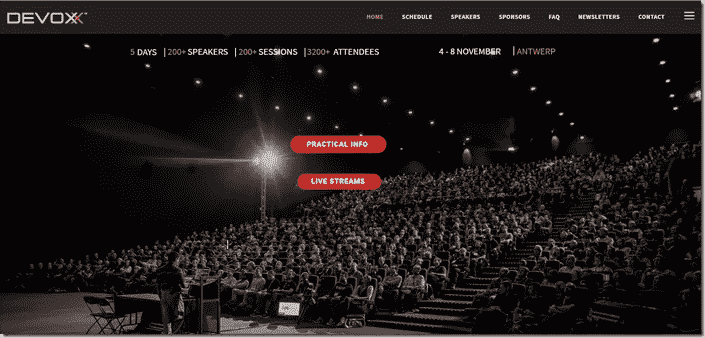 DEVOXX™
HOME SCHEDULE SPEAKERS SPONSORS FAQ NEWSLETTERS CONTACT
5 DAYS | 200+ SPEAKERS | 200+ SESSIONS | 3200+ ATTENDEES 4 - 8 NOVEMBER | ANTWERP
PRACTICAL INFO
LIVE STREAMS